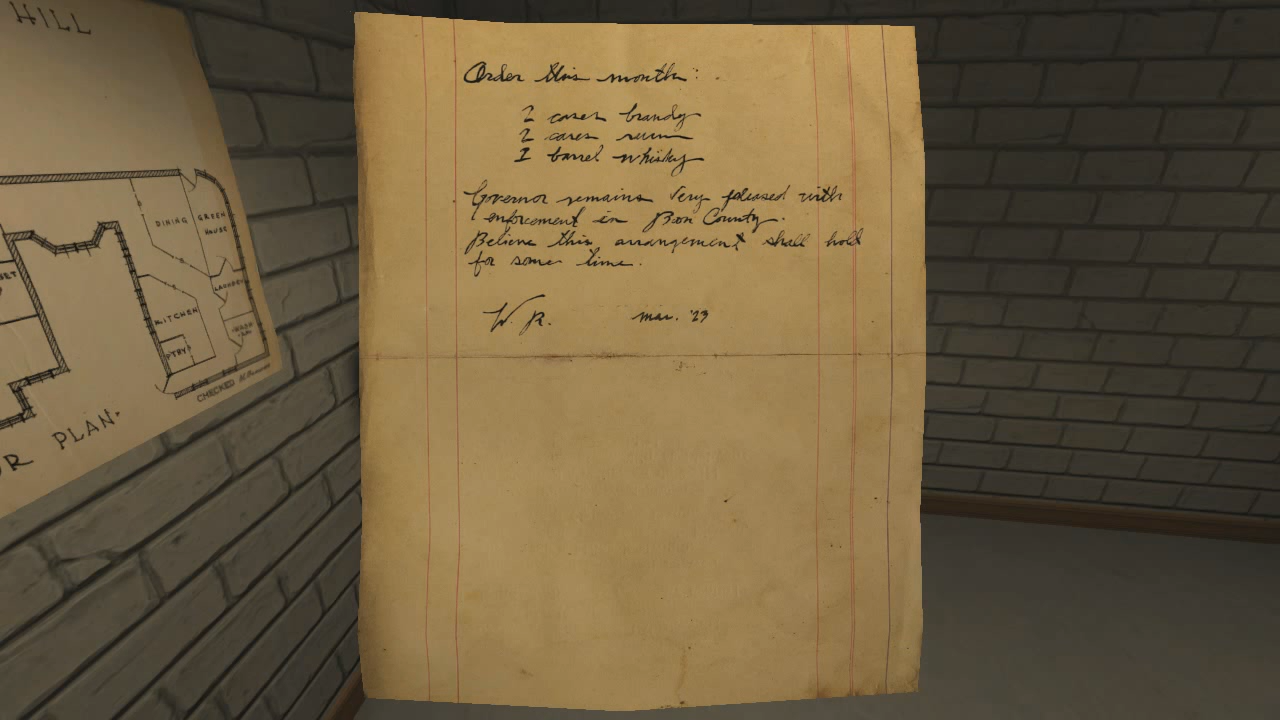 HILL
DINING
GREEN
HOUSE
LAUNDRY
KITCHEN
PTRY
CHECKED
PLAN.
Order this month:
2 cases brandy
2 cases rum
1 barrel whisky
Governor remains very pleased with
enforcement in Bon County.
Believe this arrangement shall hold
for some time.
W. R. mar. '23